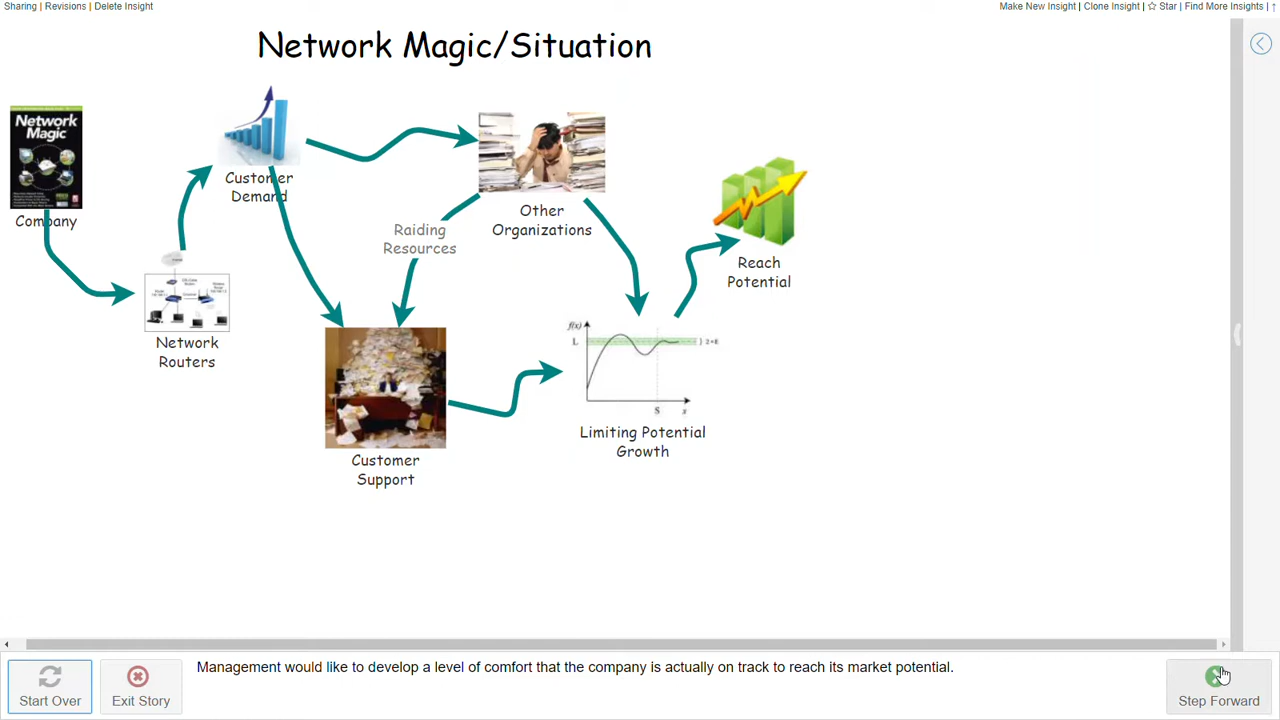 Sharing | Revisions | Delete Insight
Make New Insight | Clone Insight | ☆ Star | Find More Insights | ↑
Network Magic/Situation
Network
Magic
Company
Customer
Demand
Network
Routers
Raiding
Resources
Other
Organizations
Reach
Potential
Customer
Support
f(x)
L
S
x
Limiting Potential
Growth
Start Over
Exit Story
Management would like to develop a level of comfort that the company is actually on track to reach its market potential.
Step Forward